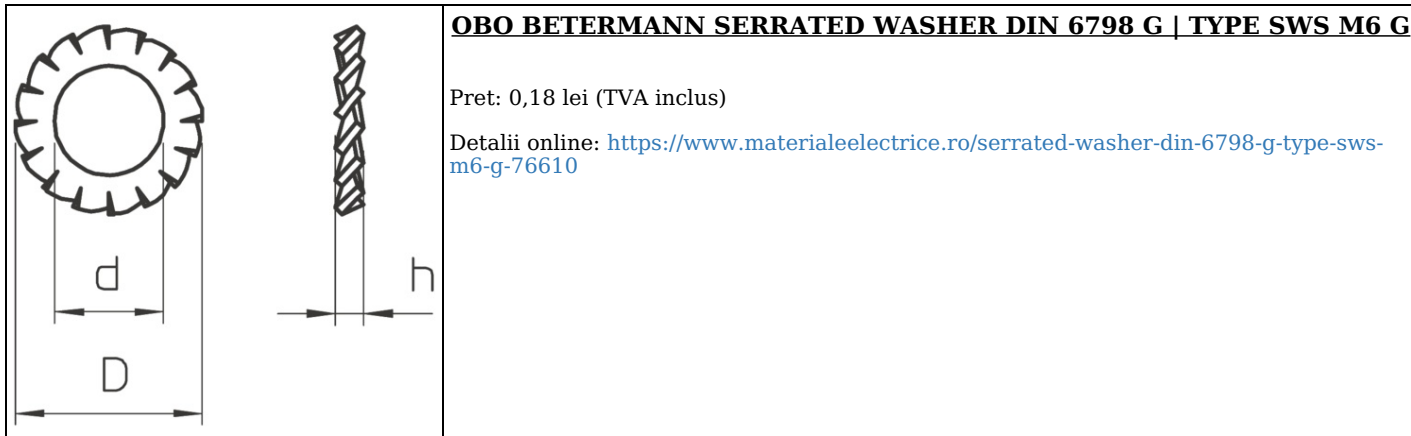 OBO BETERMANN SERRATED WASHER DIN 6798 G | TYPE SWS M6 G
Pret: 0,18 lei (TVA inclus)
Detalii online: https://www.materialeelectrice.ro/serrated-washer-din-6798-g-type-sws-
m6-g-76610
d
h
D